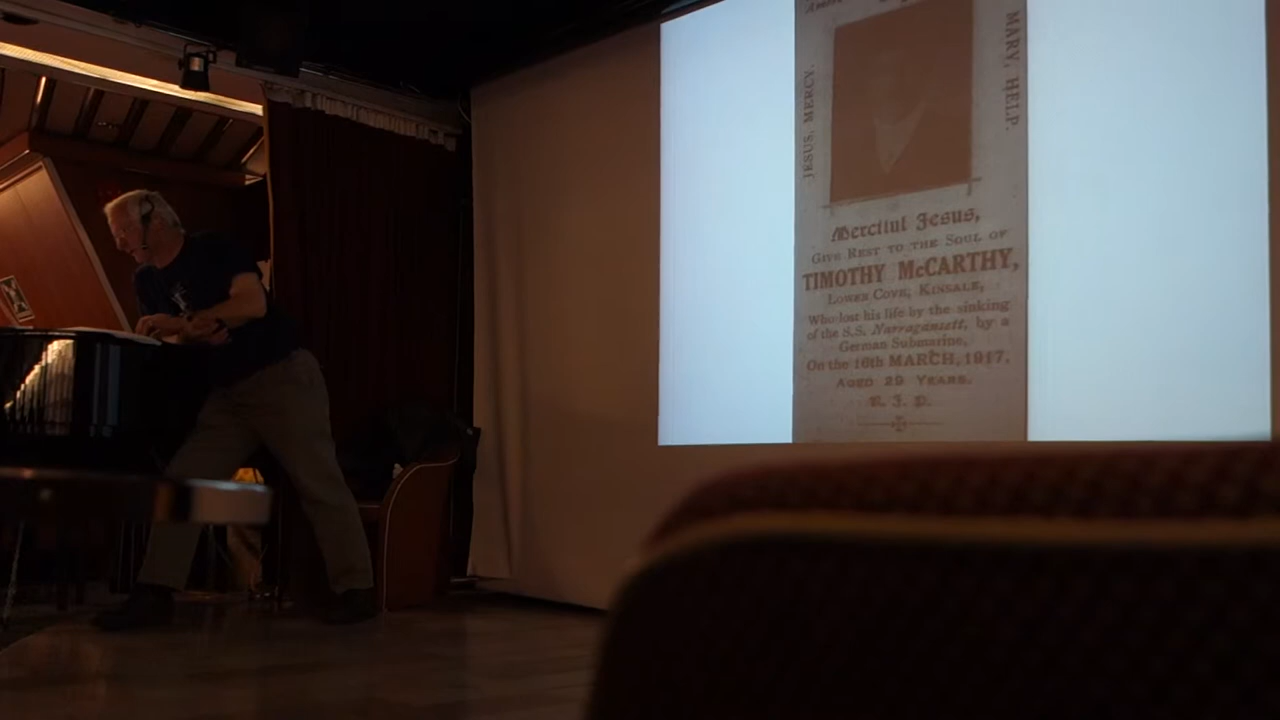 JESUS, MERCY.
MARY, HELP.
Merciful Jesus,
GIVE REST TO THE SOUL OF
TIMOTHY McCARTHY,
LOWER COVE, KINSALE,
Who lost his life by the sinking
of the S.S. Narragansett, by a
German Submarine,
On the 16th MARCH, 1917.
AGED 29 YEARS.
R. I. P.